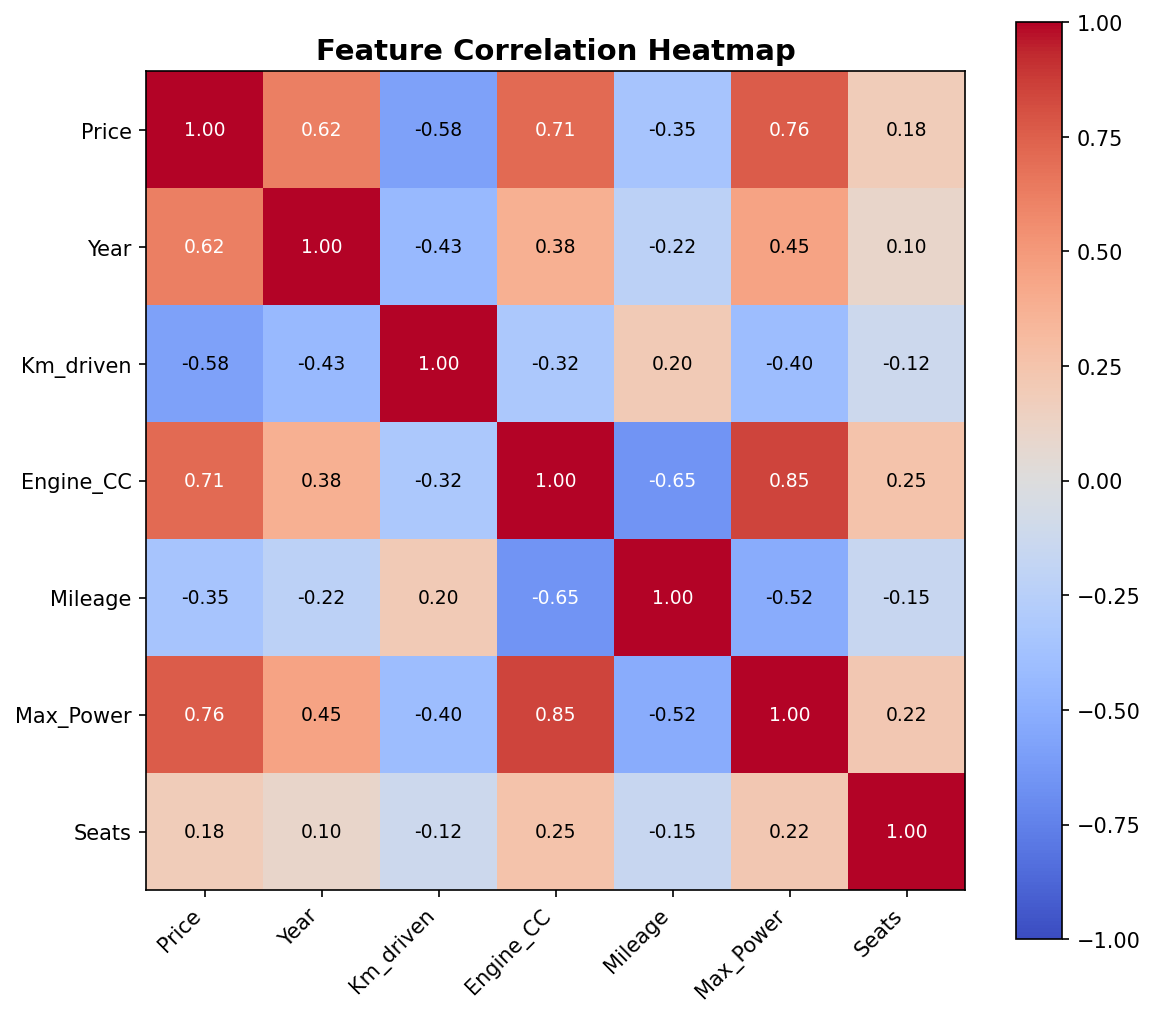 Feature Correlation Heatmap
Price 1.00 0.62 -0.58 0.71 -0.35 0.76 0.18
Year 0.62 1.00 -0.43 0.38 -0.22 0.45 0.10
Km_driven -0.58 -0.43 1.00 -0.32 0.20 -0.40 -0.12
Engine_CC 0.71 0.38 -0.32 1.00 -0.65 0.85 0.25
Mileage -0.35 -0.22 0.20 -0.65 1.00 -0.52 -0.15
Max_Power 0.76 0.45 -0.40 0.85 -0.52 1.00 0.22
Seats 0.18 0.10 -0.12 0.25 -0.15 0.22 1.00
Price Year Km_driven Engine_CC Mileage Max_Power Seats
1.00
0.75
0.50
0.25
0.00
−0.25
−0.50
−0.75
−1.00